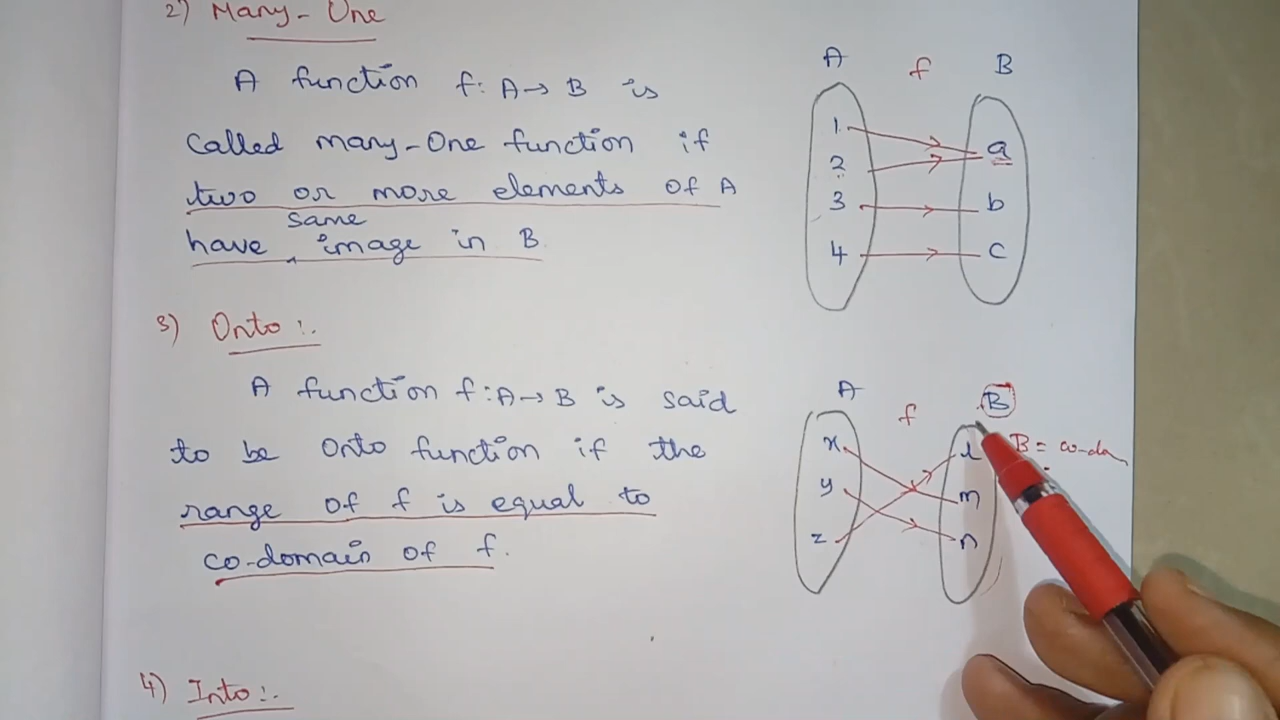 2) Many-One
A function f: A→ B is
called many-One function if
two or more elements of A
same
have ‸ image in B
A f B
1 a
2
3 b
4 c
3) Onto :-
A function f: A→ B is said
to be Onto function if the
range of f is equal to
co-domain of f.
A f B
x l B = co-do
y m
z n
4) Into :-